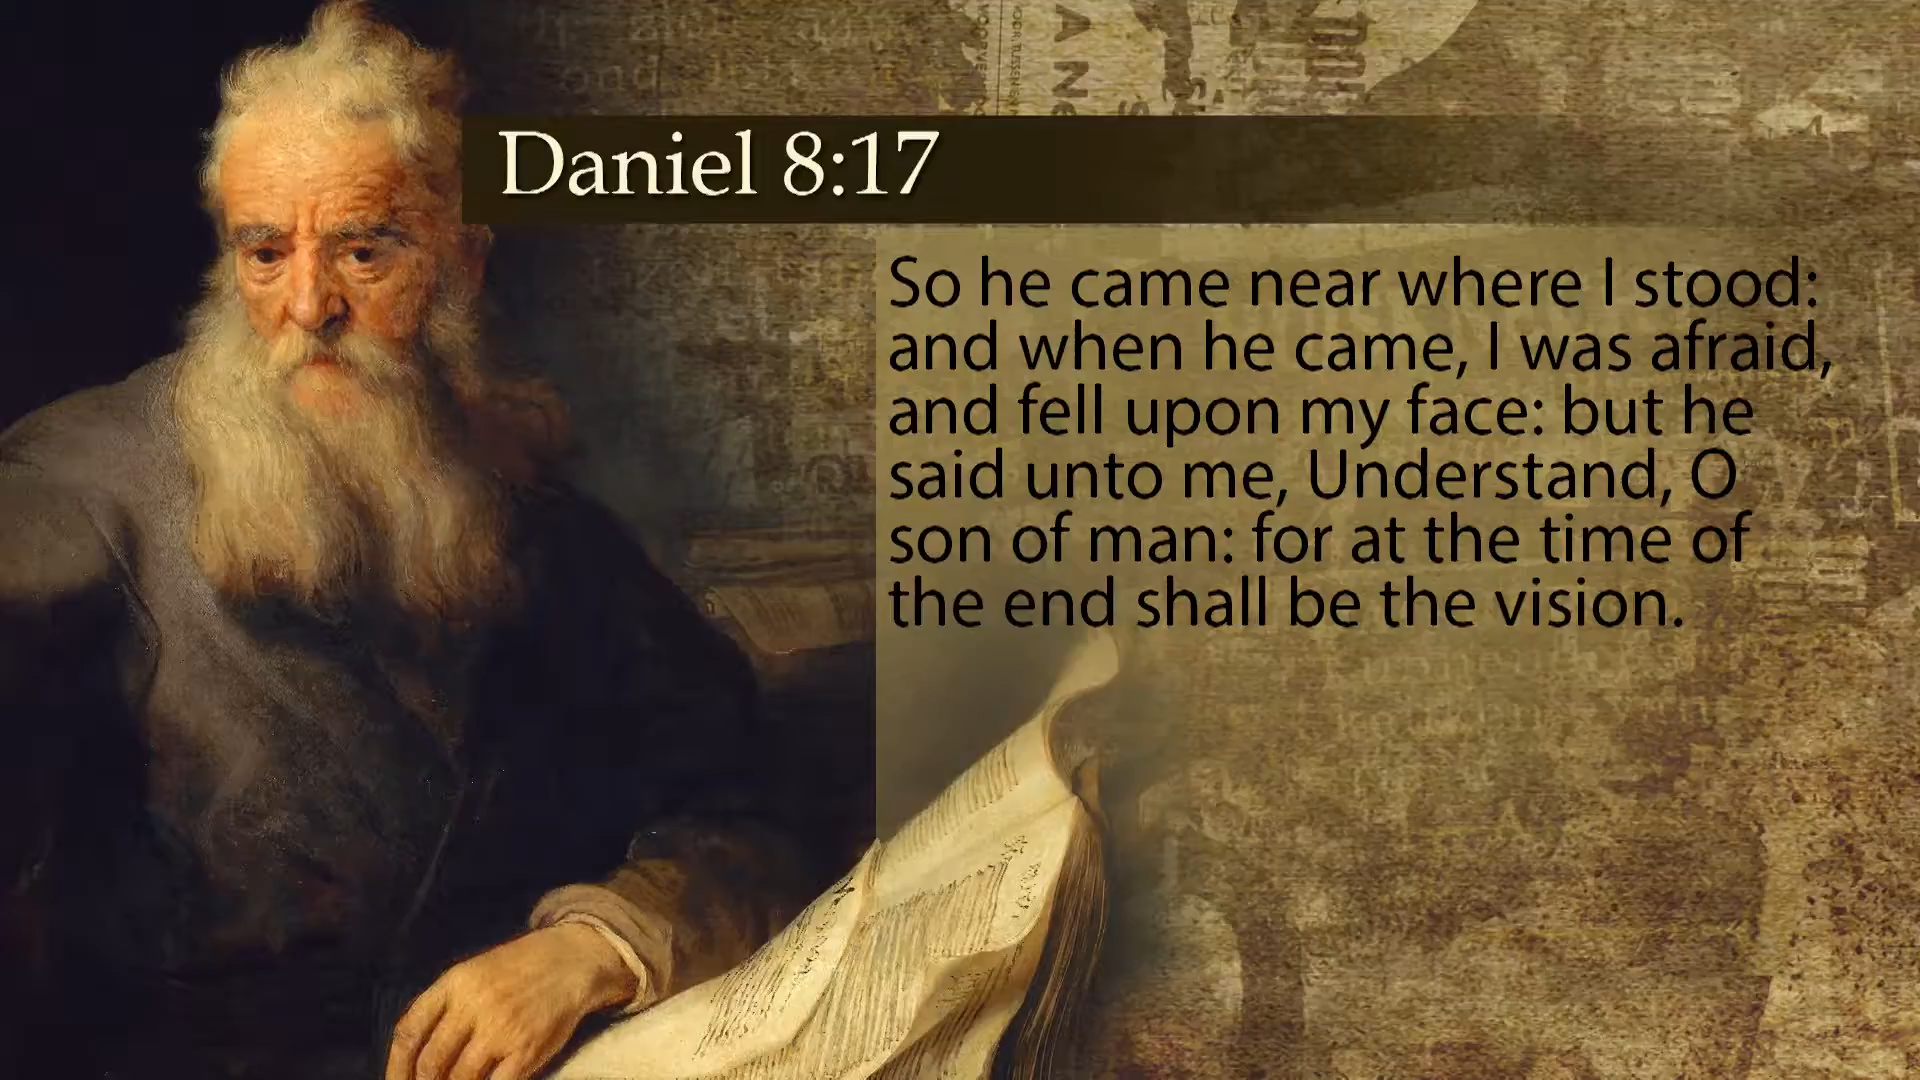 Daniel 8:17
So he came near where I stood:
and when he came, I was afraid,
and fell upon my face: but he
said unto me, Understand, O
son of man: for at the time of
the end shall be the vision.